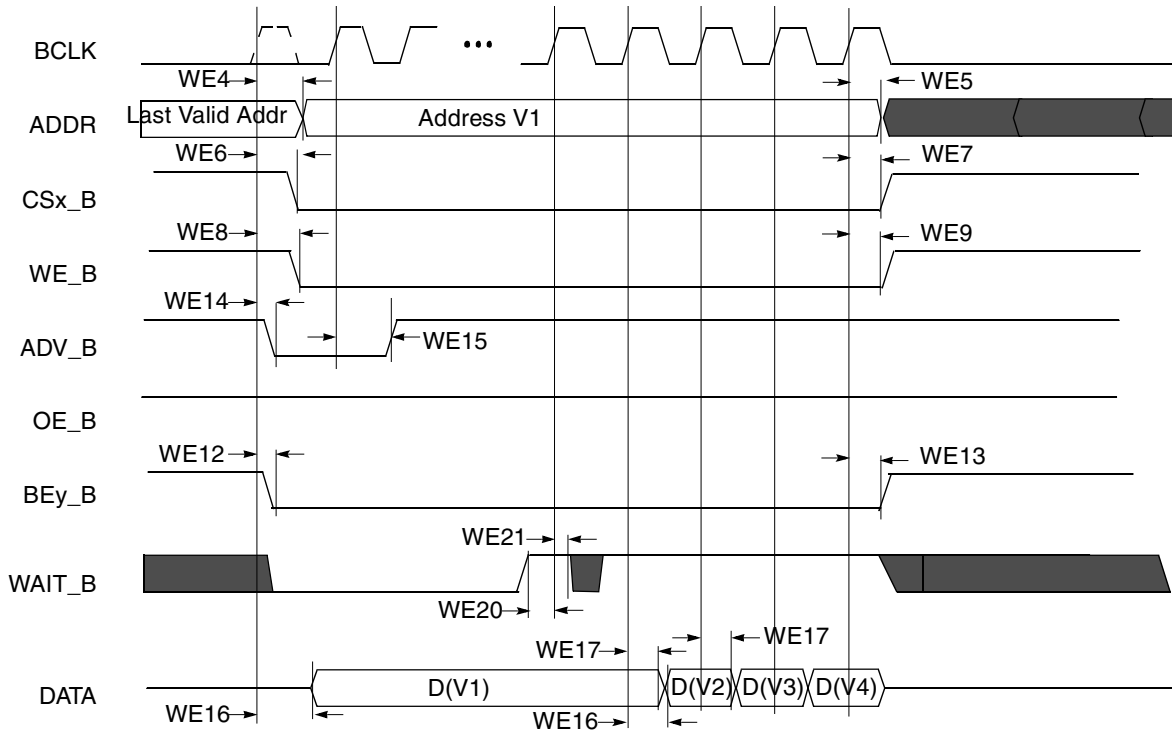 BCLK
...
WE4
WE5
Last Valid Addr
Address V1
ADDR
WE6
WE7
CSx_B
WE8
WE9
WE_B
WE14
WE15
ADV_B
OE_B
WE12
WE13
BEy_B
WE21
WAIT_B
WE20
WE17
WE17
D(V1)
D(V2)
D(V3)
D(V4)
DATA
WE16
WE16